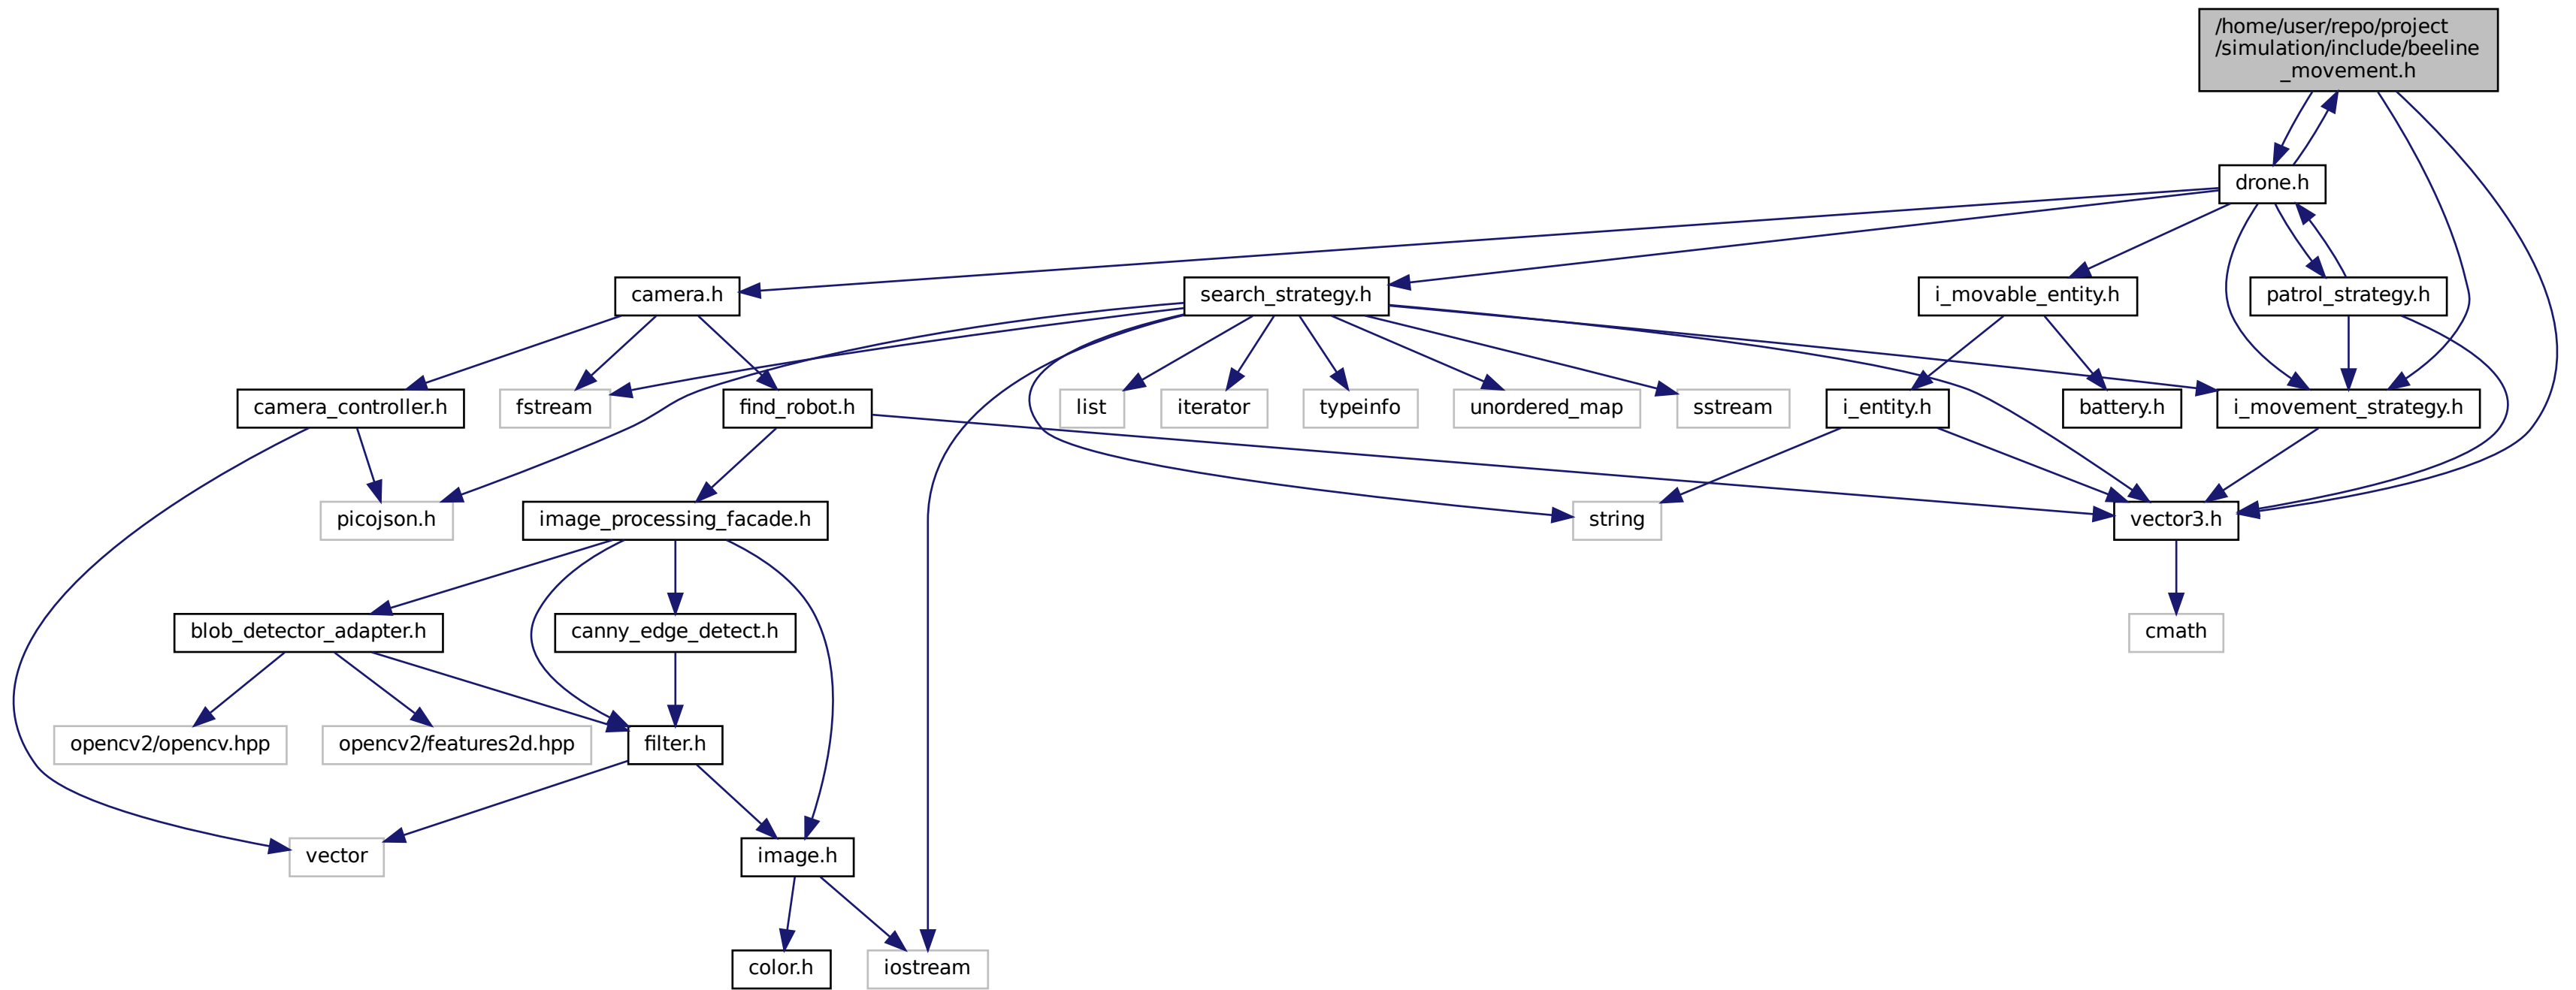 /home/user/repo/project
/simulation/include/beeline
_movement.h
drone.h
camera.h
search_strategy.h
i_movable_entity.h
patrol_strategy.h
camera_controller.h
fstream
find_robot.h
list
iterator
typeinfo
unordered_map
sstream
i_entity.h
battery.h
i_movement_strategy.h
picojson.h
image_processing_facade.h
string
vector3.h
blob_detector_adapter.h
canny_edge_detect.h
cmath
opencv2/opencv.hpp
opencv2/features2d.hpp
filter.h
vector
image.h
color.h
iostream